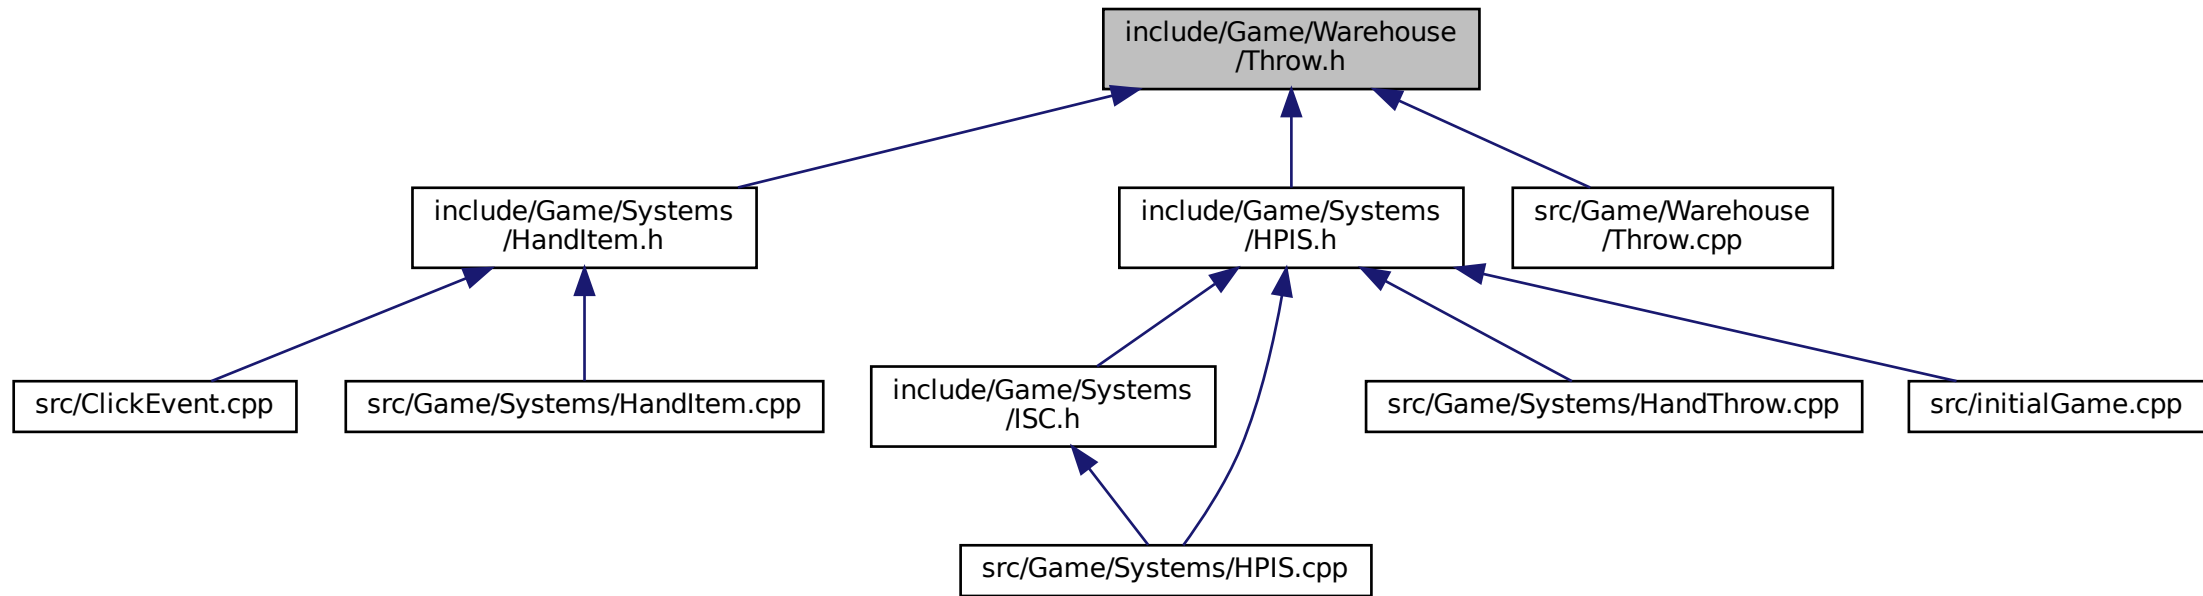 include/Game/Warehouse
/Throw.h
include/Game/Systems
/HandItem.h
include/Game/Systems
/HPIS.h
src/Game/Warehouse
/Throw.cpp
src/ClickEvent.cpp
src/Game/Systems/HandItem.cpp
include/Game/Systems
/ISC.h
src/Game/Systems/HandThrow.cpp
src/initialGame.cpp
src/Game/Systems/HPIS.cpp